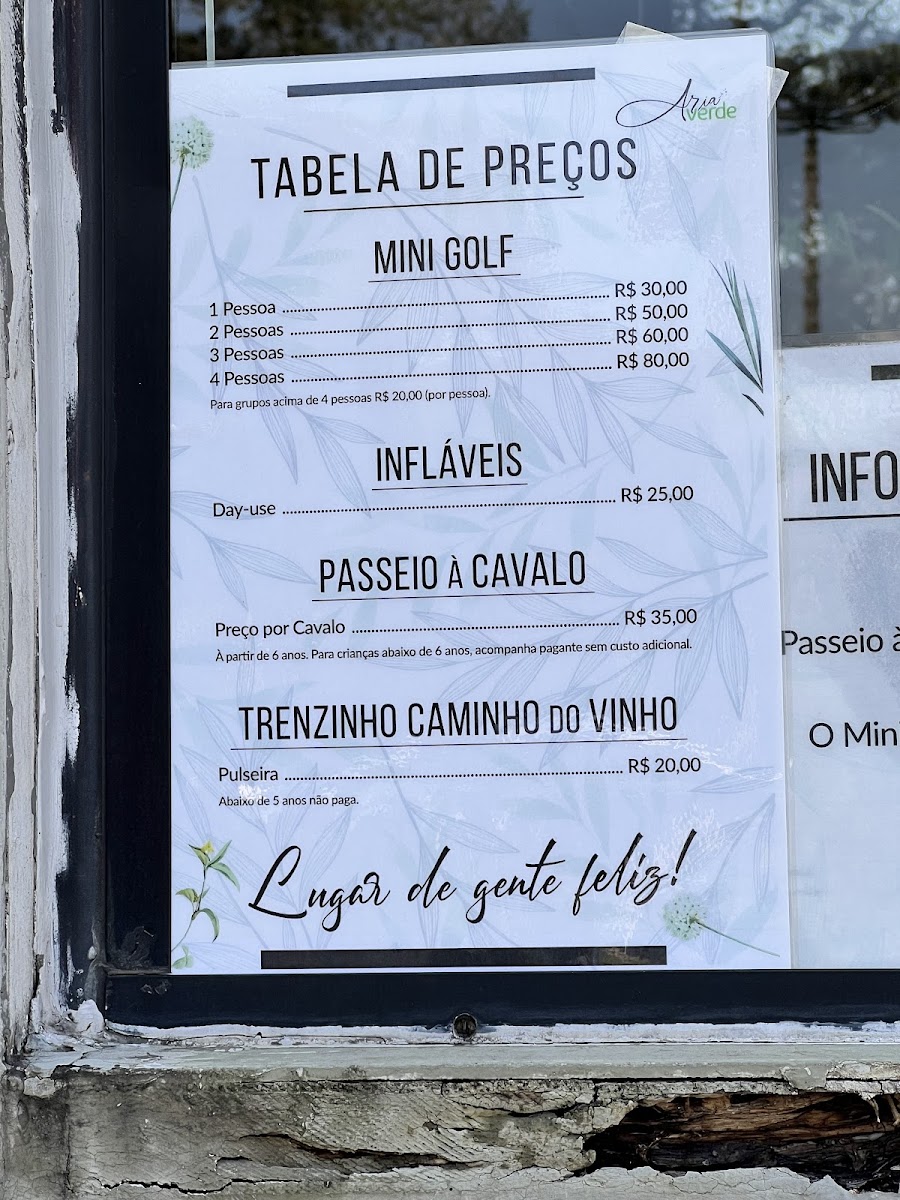 Aria
verde
TABELA DE PREÇOS
MINI GOLF
1 Pessoa ........ R$ 30,00
2 Pessoas ........ R$ 50,00
3 Pessoas ........ R$ 60,00
4 Pessoas ........ R$ 80,00
Para grupos acima de 4 pessoas R$ 20,00 (por pessoa).
INFLÁVEIS
Day-use ........ R$ 25,00
PASSEIO À CAVALO
Preço por Cavalo ........ R$ 35,00
À partir de 6 anos. Para crianças abaixo de 6 anos, acompanha pagante sem custo adicional.
TRENZINHO CAMINHO DO VINHO
Pulseira ........ R$ 20,00
Abaixo de 5 anos não paga.
Lugar de gente feliz!
INFO
Passeio à
O Mini